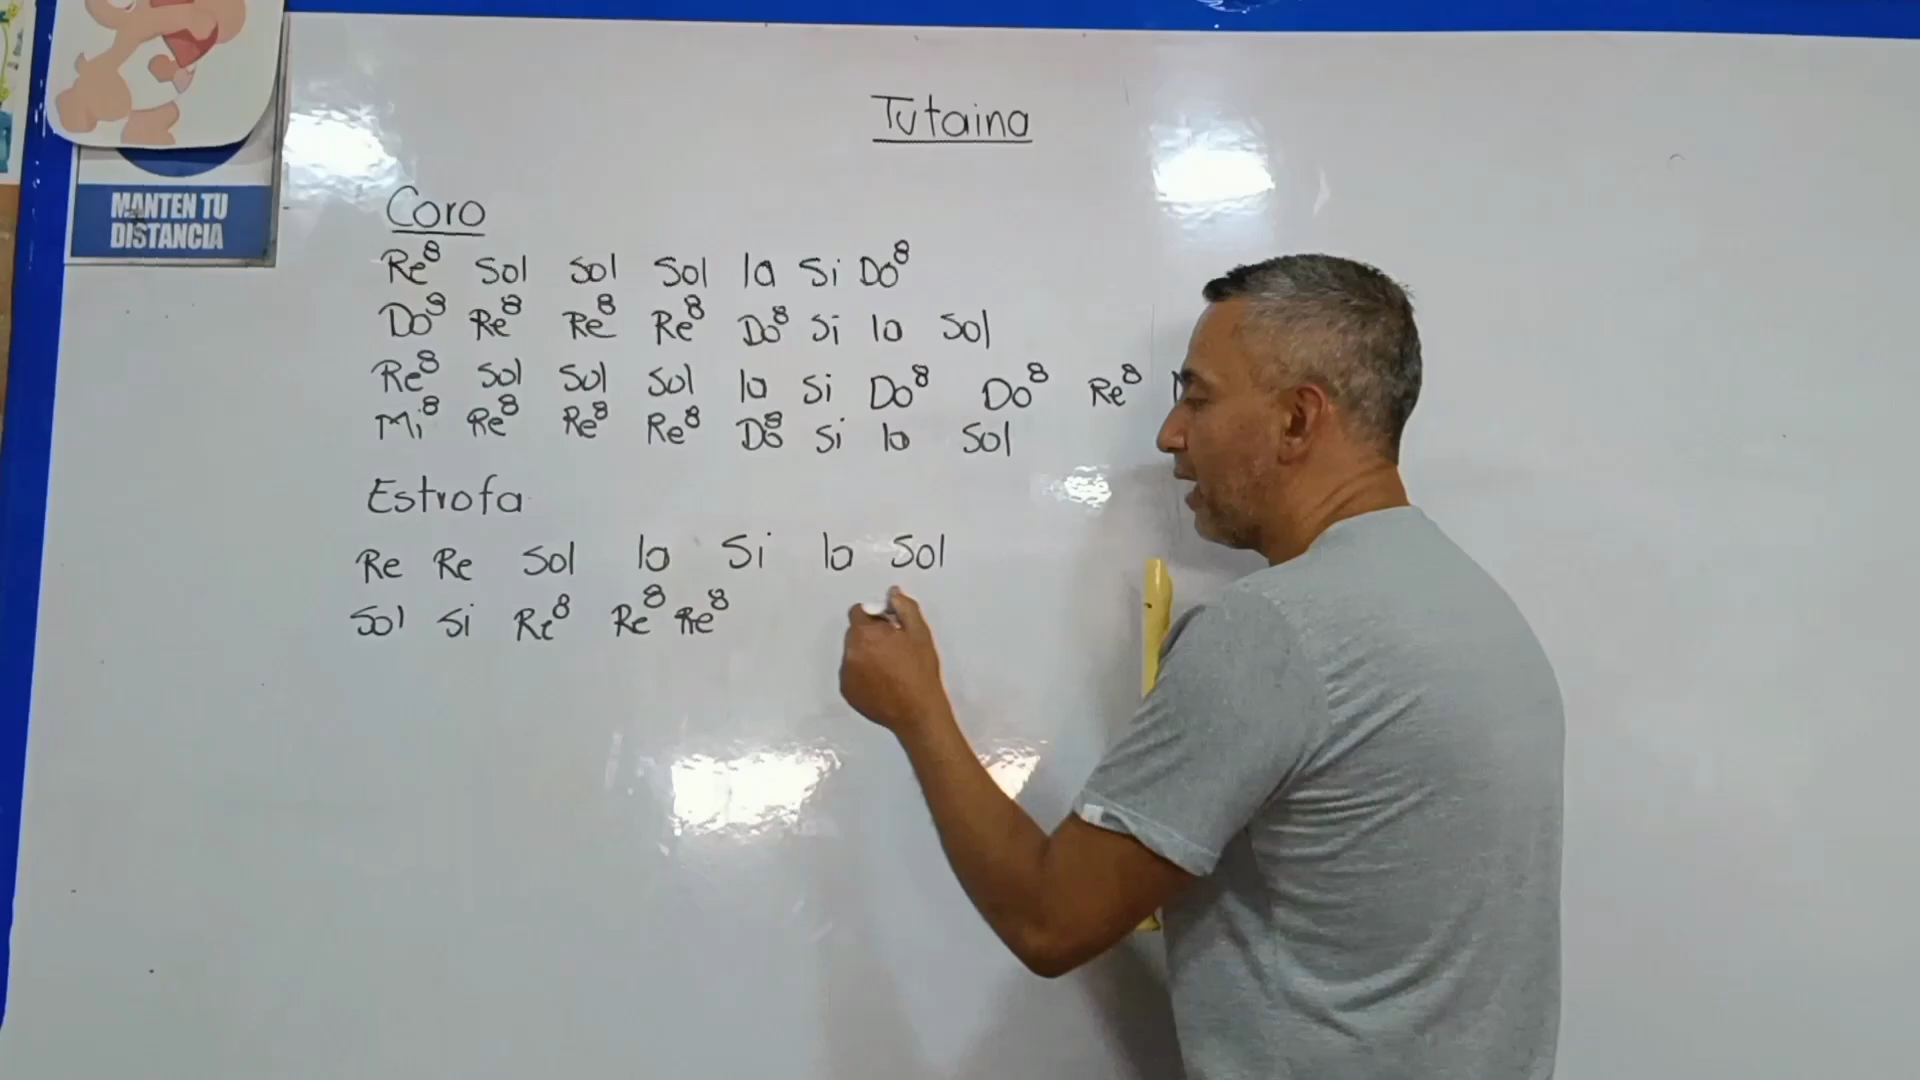 Tutaina
MANTEN TU
DISTANCIA
Coro
Re⁸ Sol Sol Sol la Si Do⁸
Do⁸ Re⁸ Re⁸ Re⁸ Do⁸ Si la Sol
Re⁸ Sol Sol Sol la Si Do⁸ Do⁸ Re⁸
Mi⁸ Re⁸ Re⁸ Re⁸ Do⁸ Si la Sol
Estrofa
Re Re Sol la Si la Sol
Sol Si Re⁸ Re⁸ Re⁸